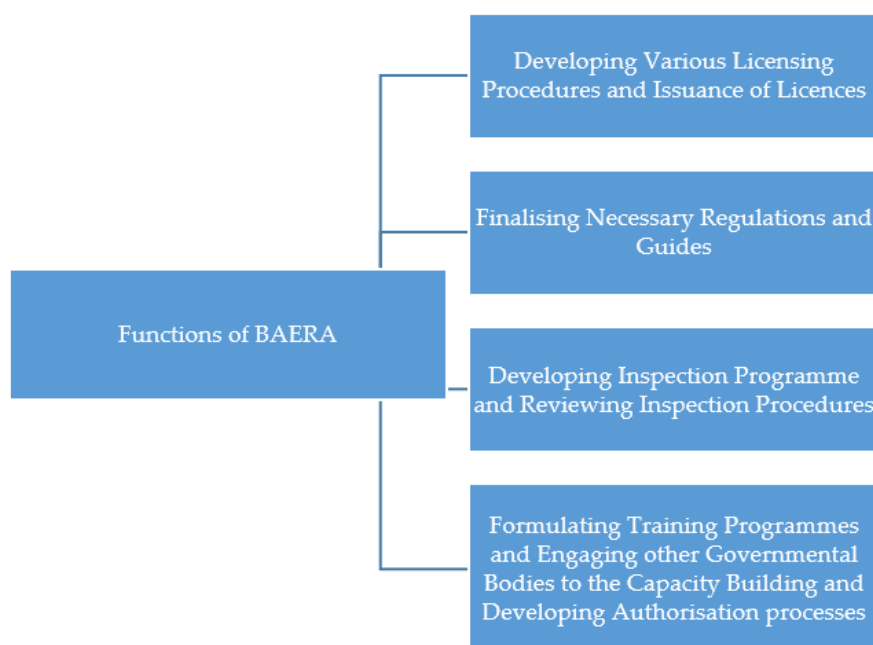 Developing Various Licensing
Procedures and Issuance of Licences
Finalising Necessary Regulations and
Guides
Functions of BAERA
Developing Inspection Programme
and Reviewing Inspection Procedures
Formulating Training Programmes
and Engaging other Governmental
Bodies to the Capacity Building and
Developing Authorisation processes